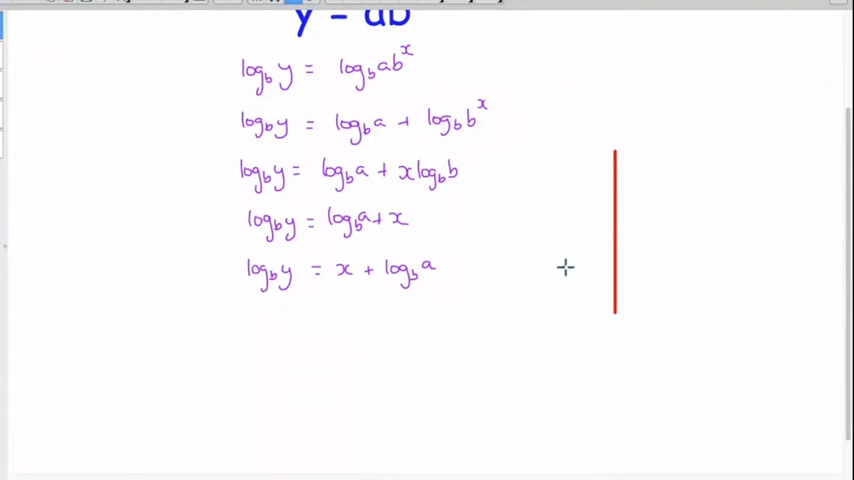 y = ab
log_b y = log_b ab^x
log_b y = log_b a + log_b b^x
log_b y = log_b a + x log_b b
log_b y = log_b a + x
log_b y = x + log_b a